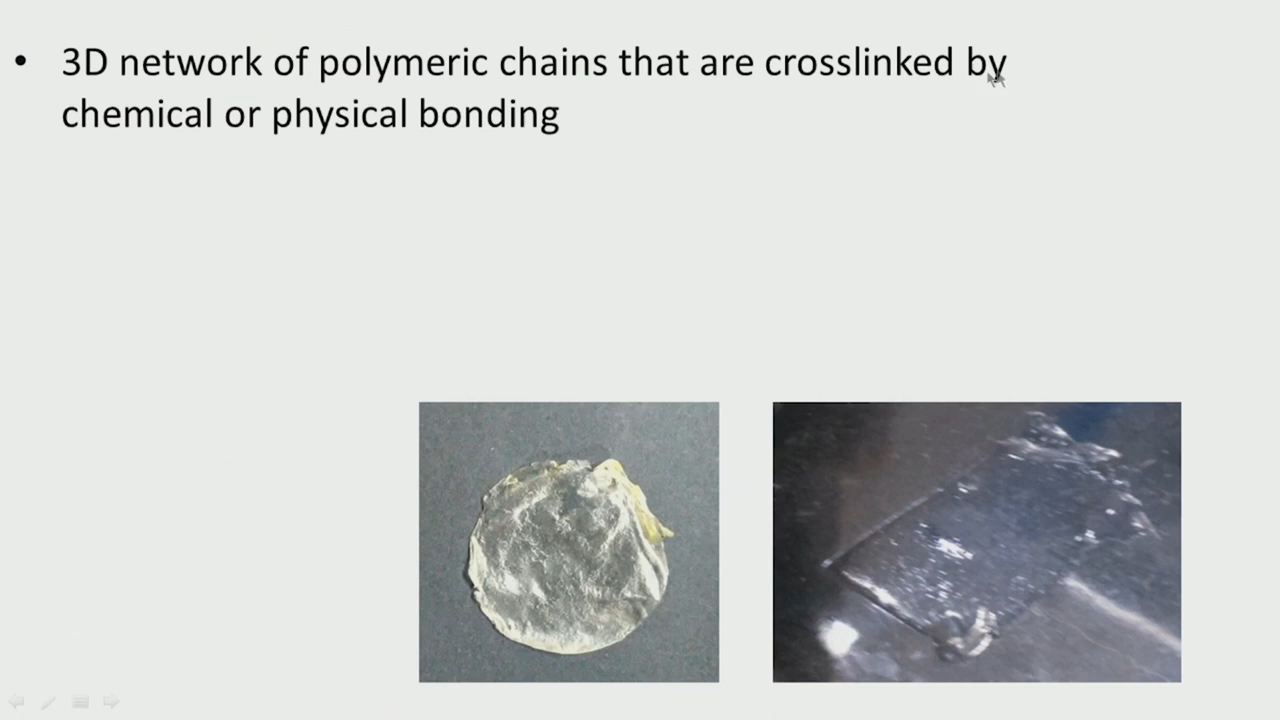 • 3D network of polymeric chains that are crosslinked by
chemical or physical bonding